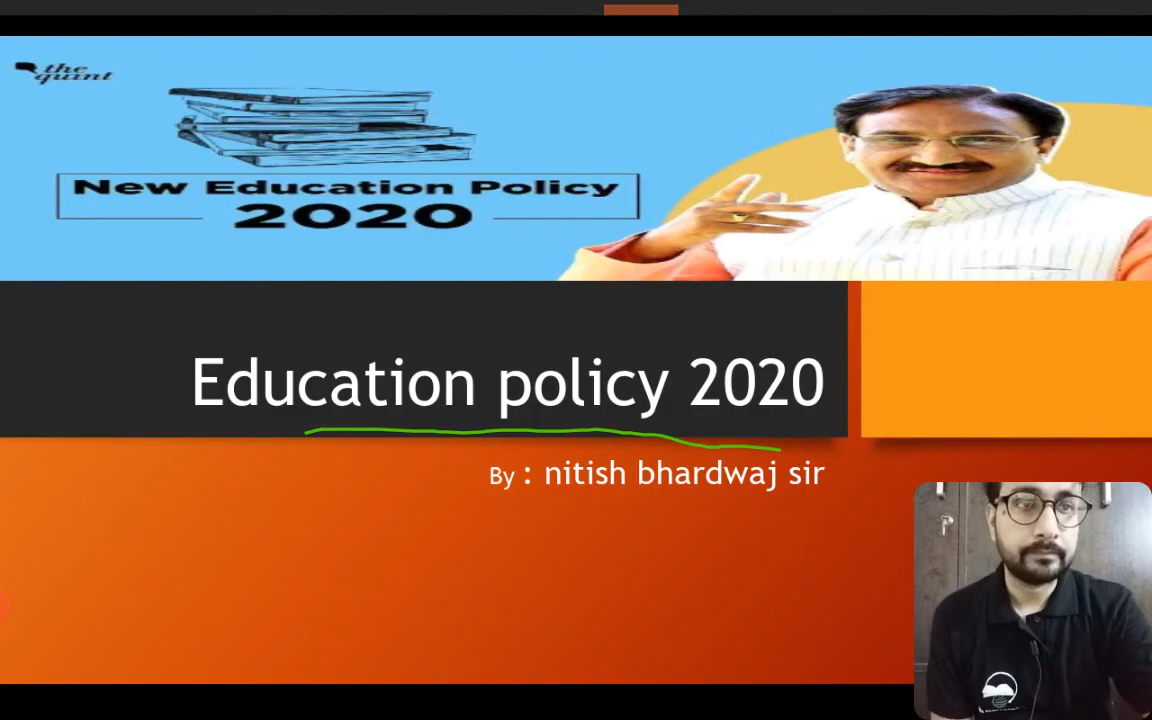 the
quint
New Education Policy
2020
Education policy 2020
By : nitish bhardwaj sir